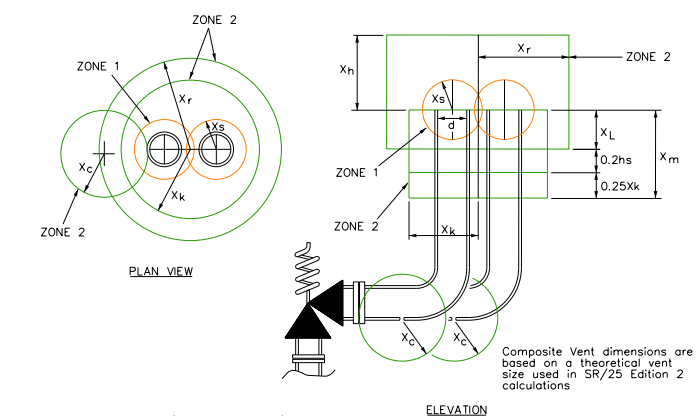 ZONE 2
ZONE 1
Xr
Xs
Xc
Xk
ZONE 2
PLAN VIEW
Xr
ZONE 2
Xh
Xs
d
XL
0.2hs
Xm
0.25Xk
ZONE 1
ZONE 2
Xk
Xc
Xc
Composite Vent dimensions are
based on a theoretical vent
size used in SR/25 Edition 2
calculations
ELEVATION